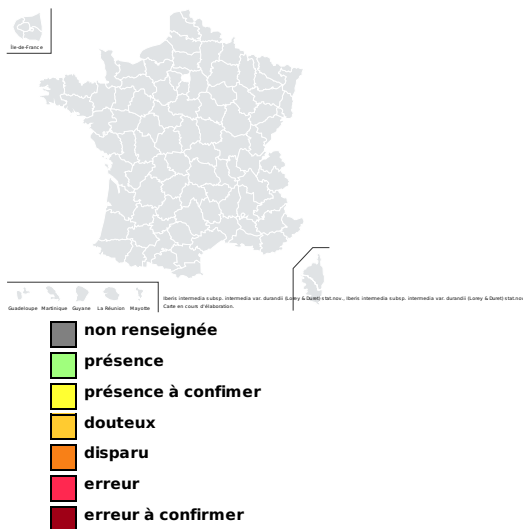 Île-de-France
Guadeloupe Martinique Guyane La Réunion Mayotte
Iberis intermedia subsp. intermedia var. durandii (Lorey & Duret) stat.nov., Iberis intermedia subsp. intermedia var. durandii (Lorey & Duret) stat.nov
Carte en cours d'élaboration.
non renseignée
présence
présence à confimer
douteux
disparu
erreur
erreur à confirmer